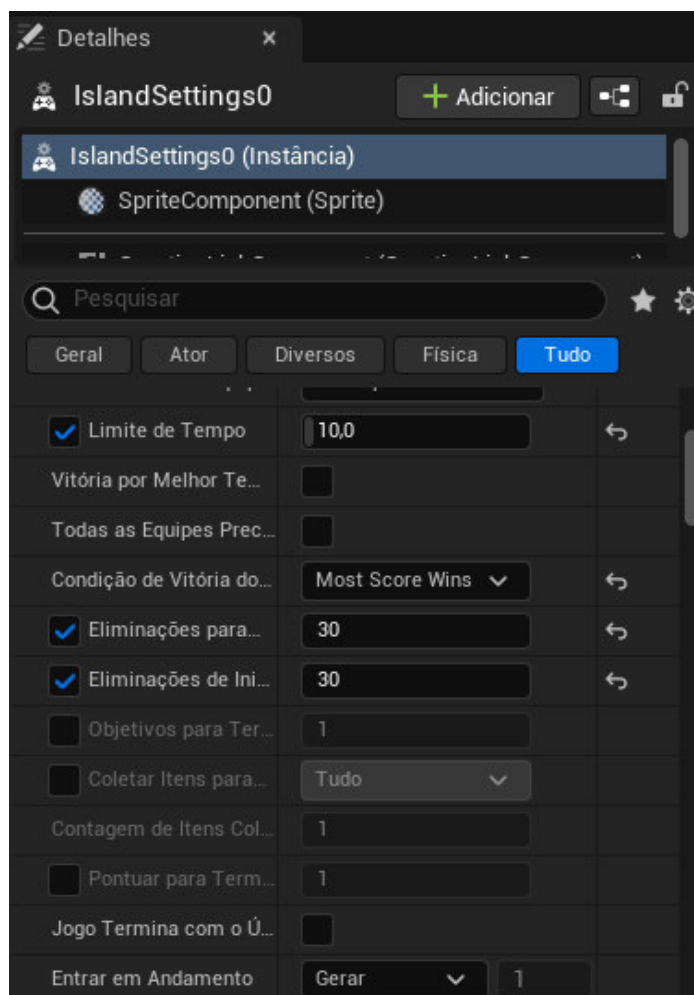 Detalhes
IslandSettings0
Adicionar
IslandSettings0 (Instância)
SpriteComponent (Sprite)
Pesquisar
Geral Ator Diversos Física Tudo
Limite de Tempo 10,0
Vitória por Melhor Te...
Todas as Equipes Prec...
Condição de Vitória do... Most Score Wins
Eliminações para... 30
Eliminações de Ini... 30
Objetivos para Ter... 1
Coletar Itens para... Tudo
Contagem de Itens Col... 1
Pontuar para Term... 1
Jogo Termina com o Ú...
Entrar em Andamento Gerar 1